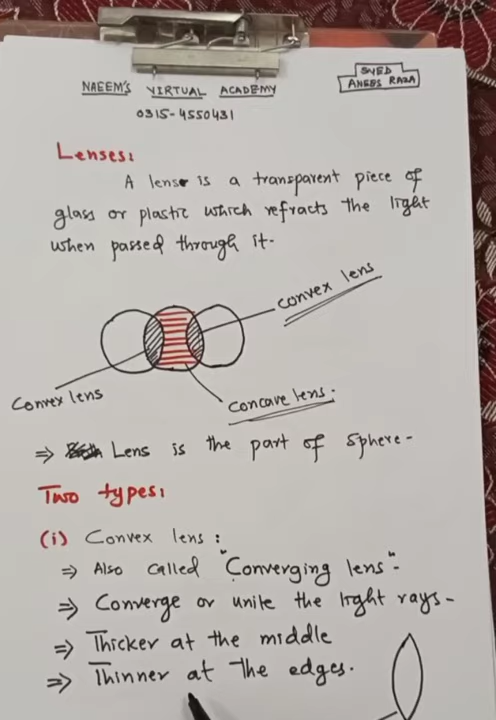 NAEEM's VIRTUAL ACADEMY
0315-4550431
SYED
ANEES RAZA
Lenses:
A lens is a transparent piece of
glass or plastic which refracts the light
when passed through it-
Convex lens
Convex lens
Concave lens:
⇒ Lens is the part of sphere-
Two types:
(i) Convex lens:
⇒ Also called "Converging lens"-
⇒ Converge or unite the light rays-
⇒ Thicker at the middle
⇒ Thinner at the edges.